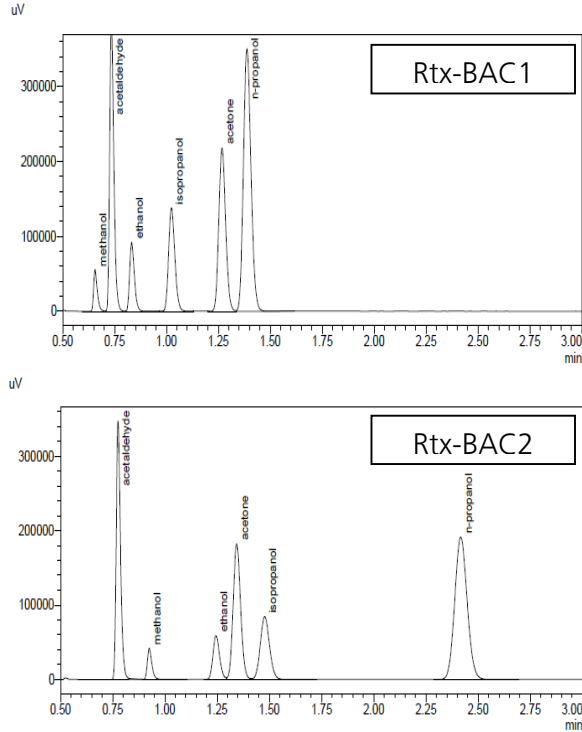 uV
Rtx-BAC1
300000
200000
100000
0
methanol
acetaldehyde
ethanol
isopropanol
acetone
n-propanol
0.50 0.75 1.00 1.25 1.50 1.75 2.00 2.25 2.50 2.75 3.00
min
uV
Rtx-BAC2
300000
200000
100000
0
acetaldehyde
methanol
ethanol
acetone
isopropanol
n-propanol
0.50 0.75 1.00 1.25 1.50 1.75 2.00 2.25 2.50 2.75 3.00
min